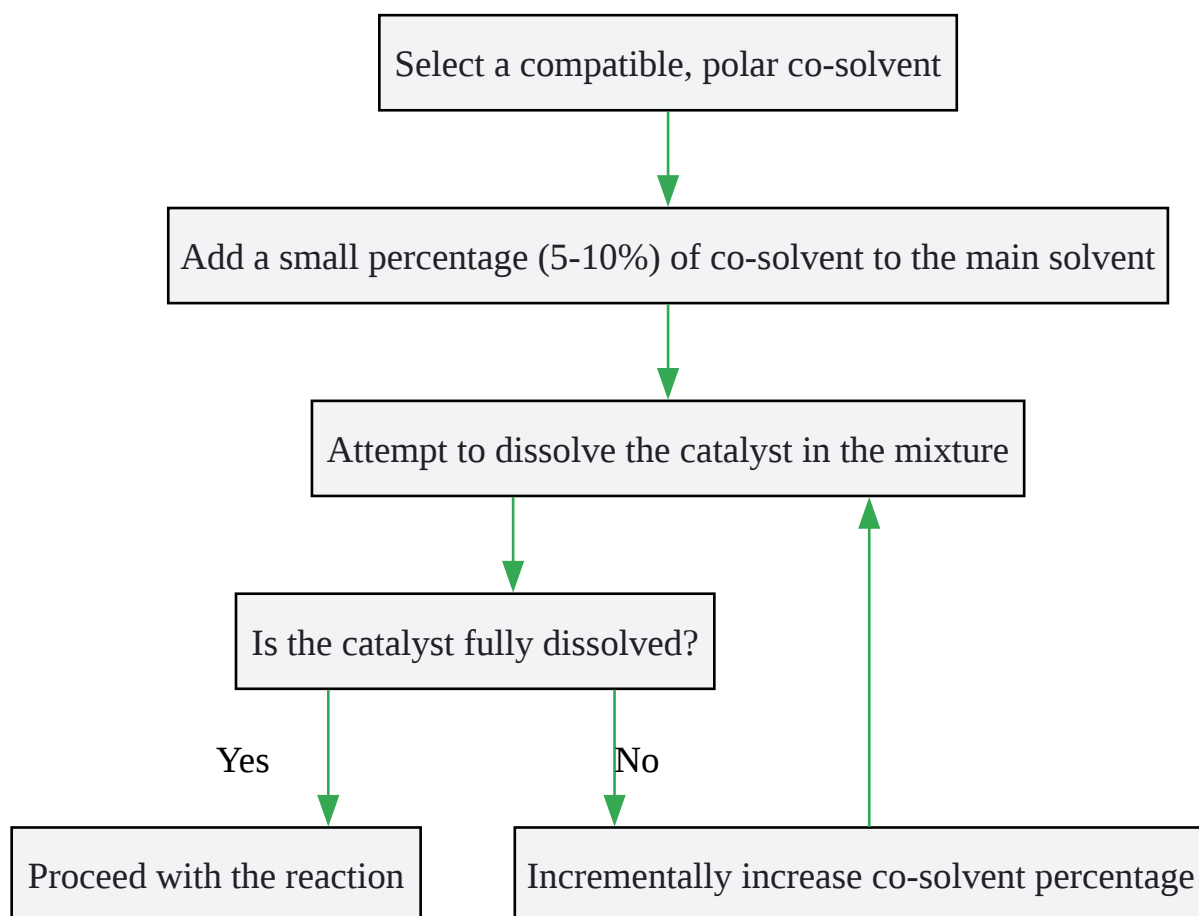 Select a compatible, polar co-solvent
Add a small percentage (5-10%) of co-solvent to the main solvent
Attempt to dissolve the catalyst in the mixture
Is the catalyst fully dissolved?
Yes
No
Proceed with the reaction
Incrementally increase co-solvent percentage